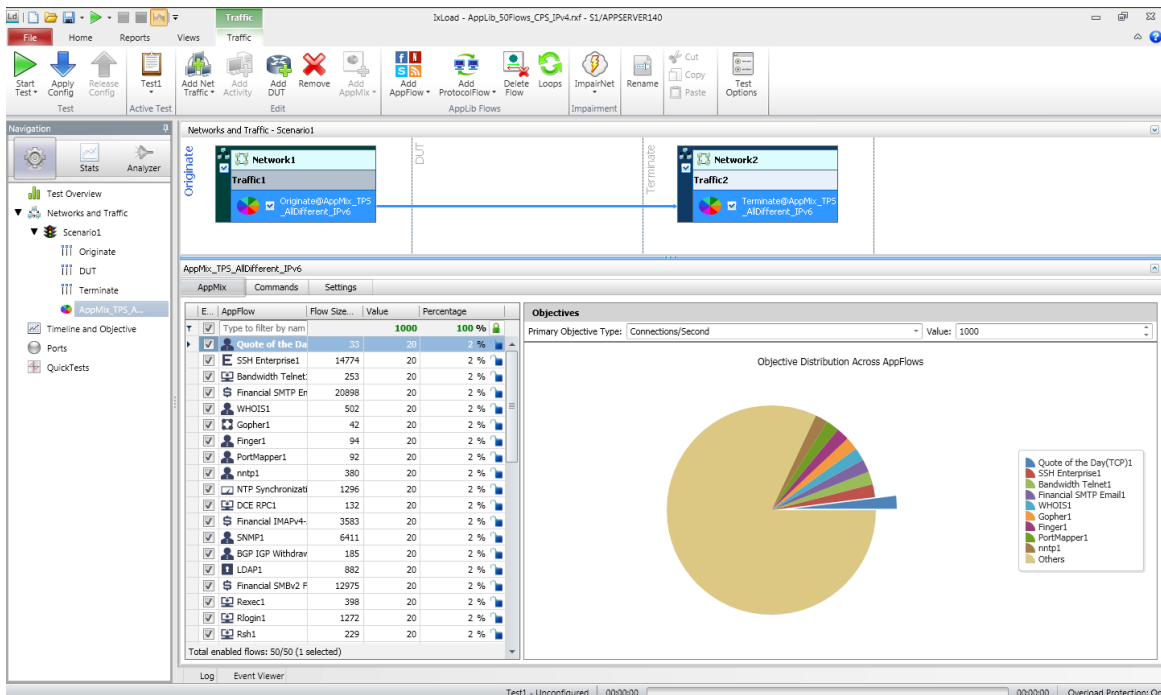 Traffic
IxLoad - AppLib_50Flows_CPS_IPv4.rxf - S1/APPSERVER140
File Home Reports Views Traffic
Start Test
Apply Config
Release Config
Test1
Add Net Traffic
Add Activity
Add DUT
Remove
Add AppMix
Add AppFlow
Add ProtocolFlow
Delete Flow
Loops
ImpairNet
Rename
Cut
Copy
Paste
Test Options
Test Active Test Edit AppLib Flows Impairment
Navigation
Stats Analyzer
Test Overview
Networks and Traffic
Scenario1
Originate
DUT
Terminate
AppMix_TPS_A...
Timeline and Objective
Ports
QuickTests
Networks and Traffic - Scenario1
Originate
Network1
Traffic1
Originate@AppMix_TPS
_AllDifferent_IPv6
DUT
Terminate
Network2
Traffic2
Terminate@AppMix_TPS
_AllDifferent_IPv6
AppMix_TPS_AllDifferent_IPv6
AppMix Commands Settings
E... AppFlow Flow Size... Value Percentage
Type to filter by nam 1000 100 %
Quote of the Da 33 20 2 %
SSH Enterprise1 14774 20 2 %
Bandwidth Telnet 253 20 2 %
Financial SMTP En 20898 20 2 %
WHOIS1 502 20 2 %
Gopher1 42 20 2 %
Finger1 94 20 2 %
PortMapper1 92 20 2 %
nntp1 380 20 2 %
NTP Synchronizati 1296 20 2 %
DCE RPC1 132 20 2 %
Financial IMAPv4- 3583 20 2 %
SNMP1 6411 20 2 %
BGP IGP Withdraw 185 20 2 %
LDAP1 882 20 2 %
Financial SMBv2 F 12975 20 2 %
Rexec1 398 20 2 %
Rlogin1 1272 20 2 %
Rsh1 229 20 2 %
Total enabled flows: 50/50 (1 selected)
Objectives
Primary Objective Type: Connections/Second Value: 1000
Objective Distribution Across AppFlows
Quote of the Day(TCP)1
SSH Enterprise1
Bandwidth Telnet1
Financial SMTP Email1
WHOIS1
Gopher1
Finger1
PortMapper1
nntp1
Others
Log Event Viewer
Test1 - Unconfigured 00:00:00 00:00:00 Overload Protection: On